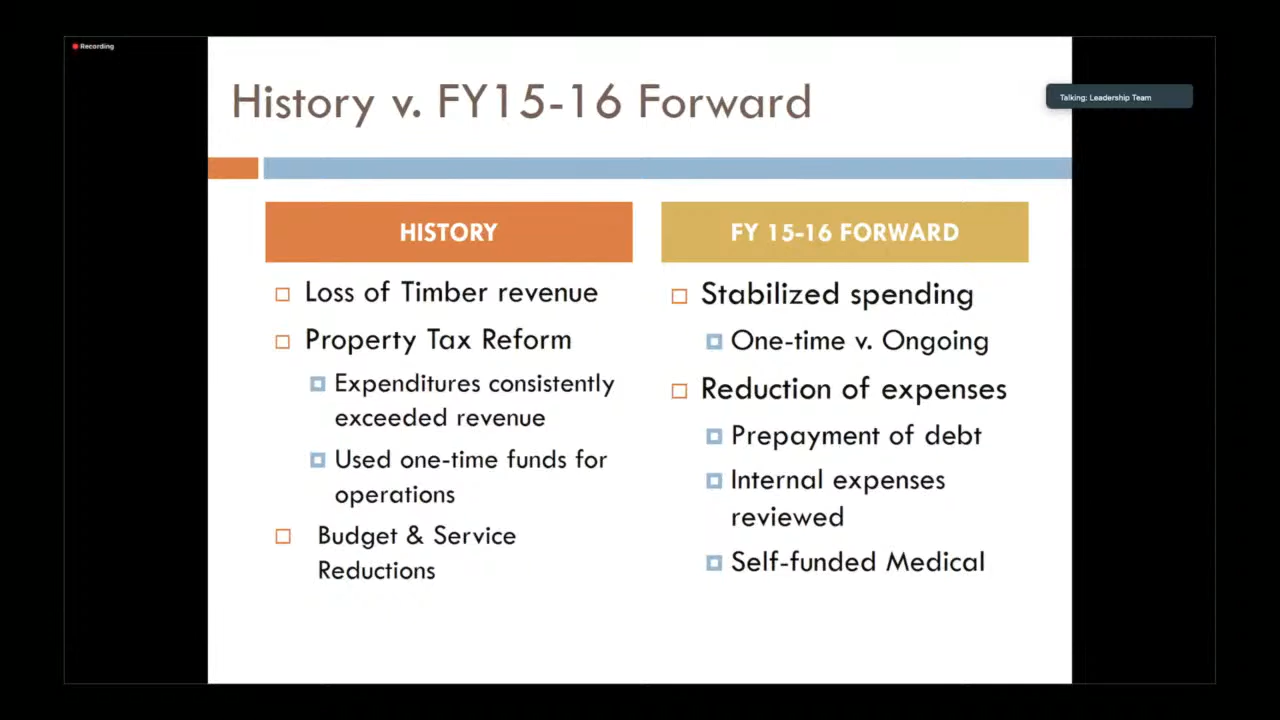 Recording
History v. FY15-16 Forward
Talking: Leadership Team
HISTORY
Loss of Timber revenue
Property Tax Reform
Expenditures consistently
exceeded revenue
Used one-time funds for
operations
Budget & Service
Reductions
FY 15-16 FORWARD
Stabilized spending
One-time v. Ongoing
Reduction of expenses
Prepayment of debt
Internal expenses
reviewed
Self-funded Medical